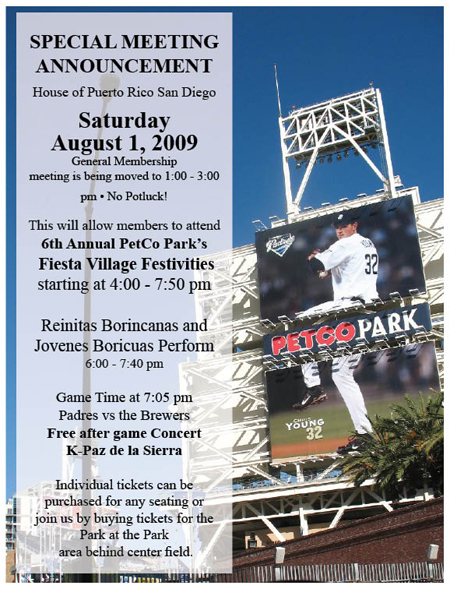 SPECIAL MEETING
ANNOUNCEMENT
House of Puerto Rico San Diego
Saturday
August 1, 2009
General Membership
meeting is being moved to 1:00 - 3:00
pm • No Potluck!
This will allow members to attend
6th Annual PetCo Park's
Fiesta Village Festivities
starting at 4:00 - 7:50 pm
Reinitas Borincanas and
Jovenes Boricuas Perform
6:00 - 7:40 pm
Game Time at 7:05 pm
Padres vs the Brewers
Free after game Concert
K-Paz de la Sierra
Individual tickets can be
purchased for any seating or
join us by buying tickets for the
Park at the Park
area behind center field.
Padres
32
PETCO PARK
YOUNG
32